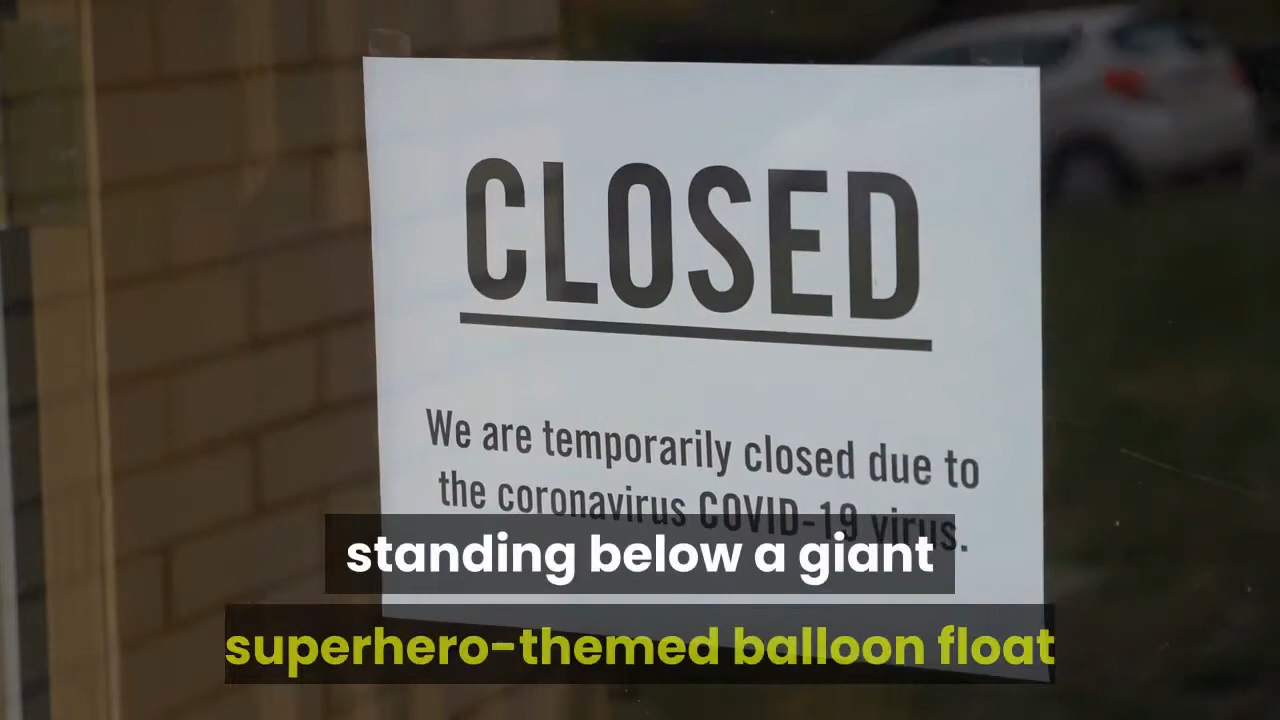 CLOSED
We are temporarily closed due to
the coronavirus COVID-19 virus.
standing below a giant
superhero-themed balloon float